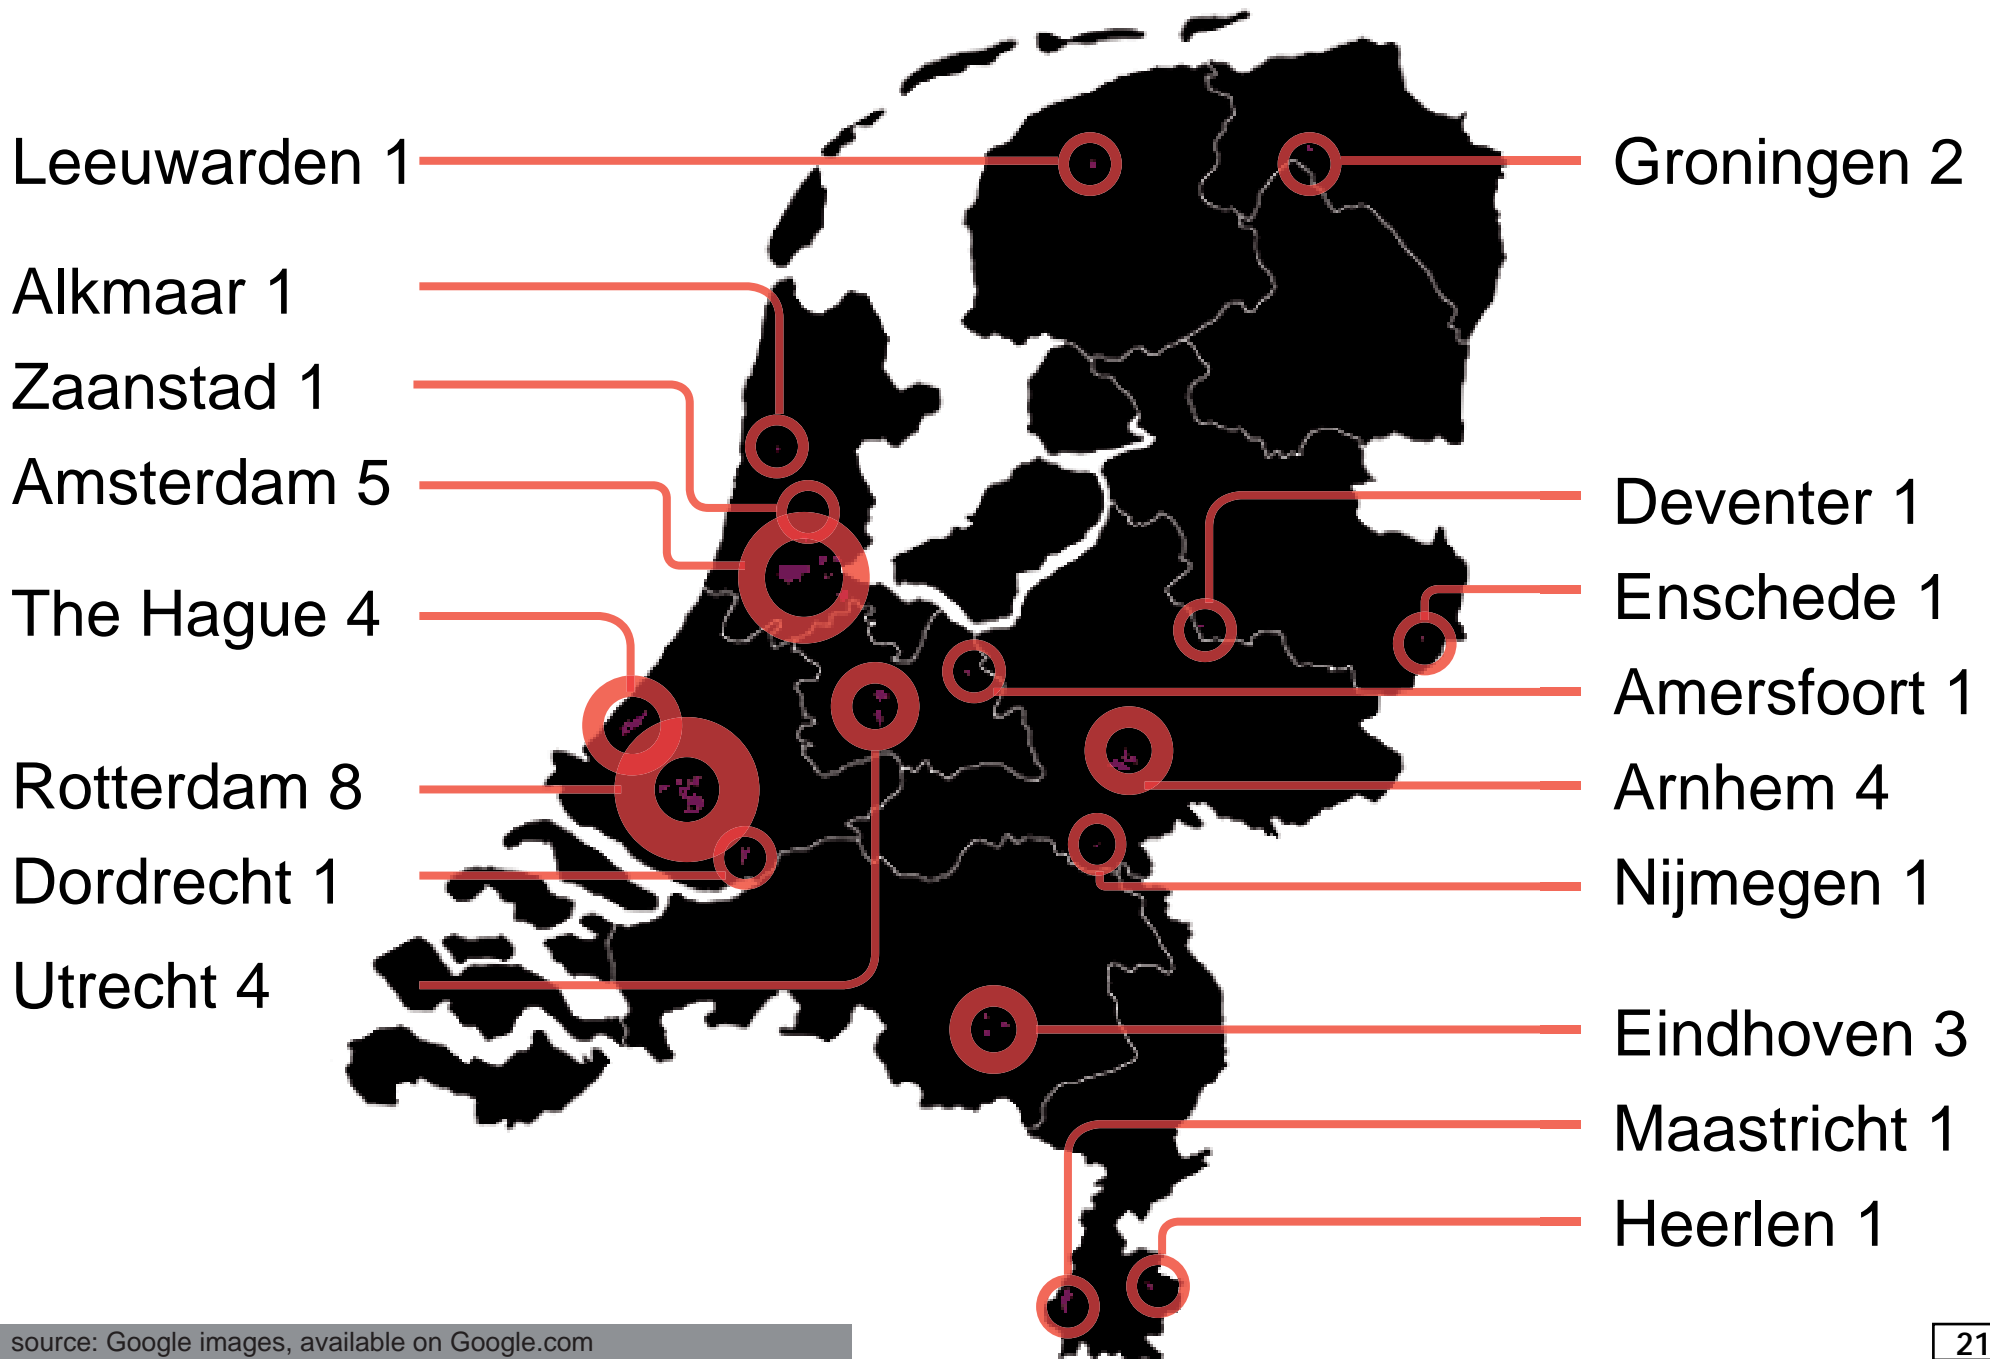 Leeuwarden 1
Alkmaar 1
Zaanstad 1
Amsterdam 5
The Hague 4
Rotterdam 8
Dordrecht 1
Utrecht 4
Groningen 2
Deventer 1
Enschede 1
Amersfoort 1
Arnhem 4
Nijmegen 1
Eindhoven 3
Maastricht 1
Heerlen 1
source: Google images, available on Google.com
21